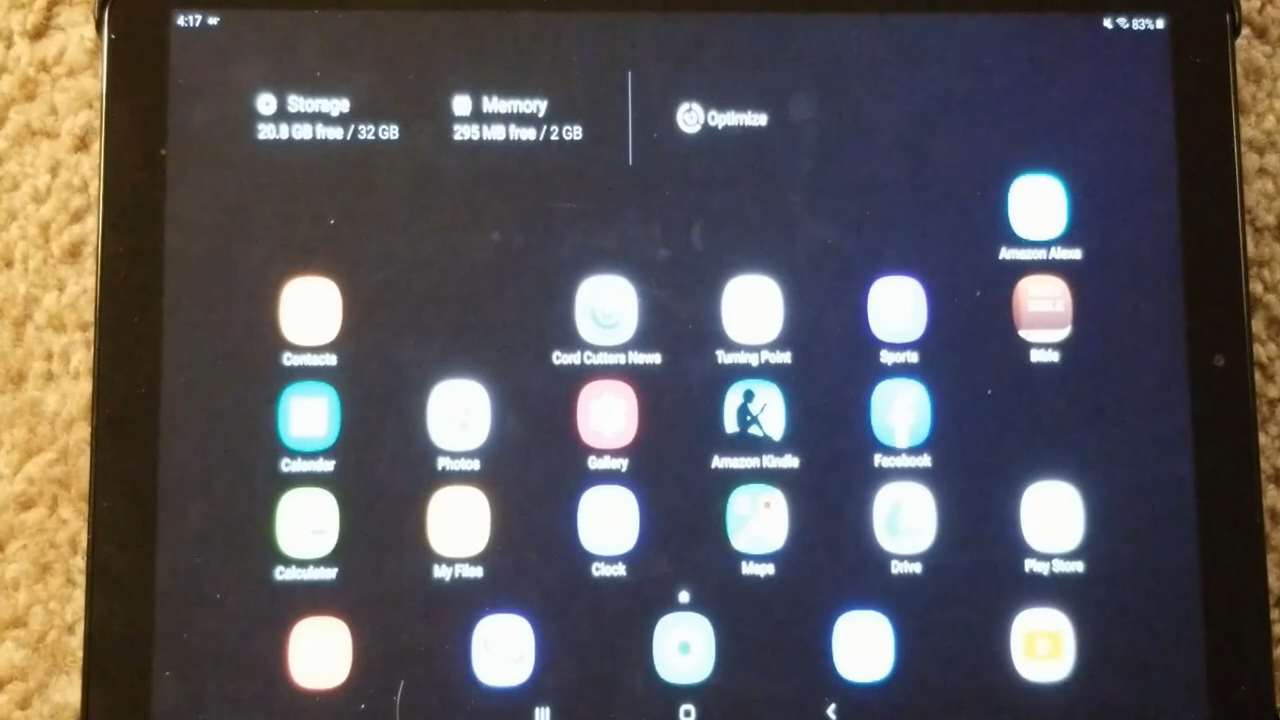 4:17
83%
Storage
20.8 GB free / 32 GB
Memory
295 MB free / 2 GB
Optimize
Amazon Alexa
Contacts
Cord Cutters News
Turning Point
Sports
Bible
Calendar
Photos
Gallery
Amazon Kindle
Facebook
Calculator
My Files
Clock
Maps
Drive
Play Store